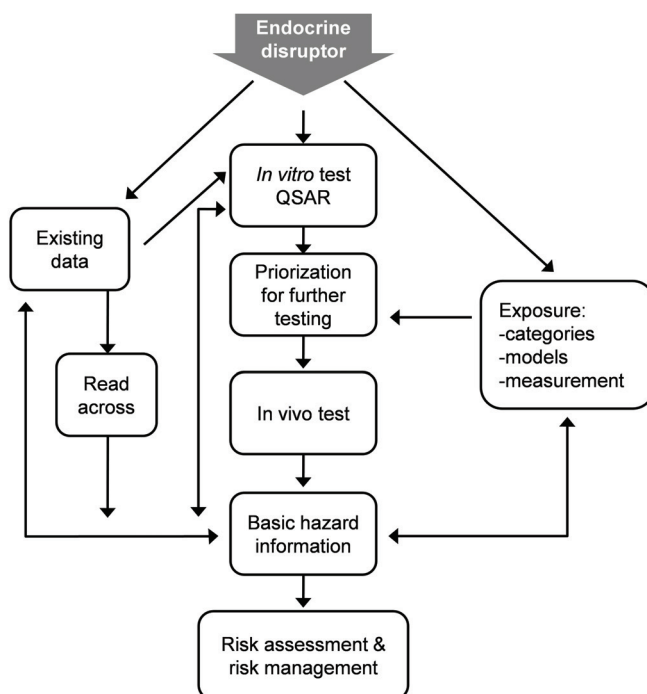 Endocrine
disruptor
In vitro test
QSAR
Existing
data
Priorization
for further
testing
Exposure:
-categories
-models
-measurement
Read
across
In vivo test
Basic hazard
information
Risk assessment &
risk management